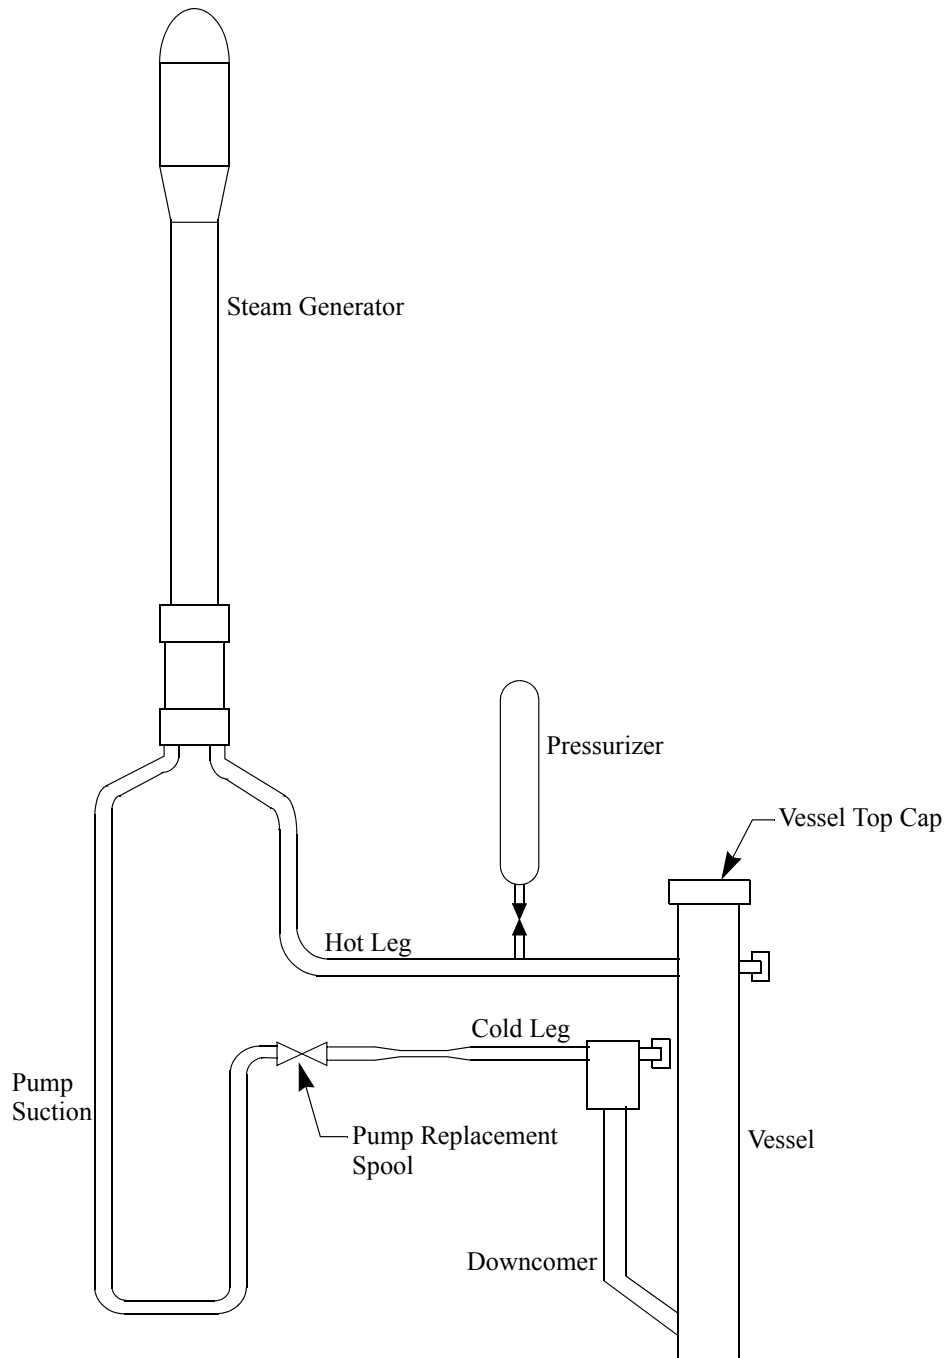 Steam Generator
Pressurizer
Vessel Top Cap
Hot Leg
Cold Leg
Pump
Suction
Pump Replacement
Spool
Vessel
Downcomer